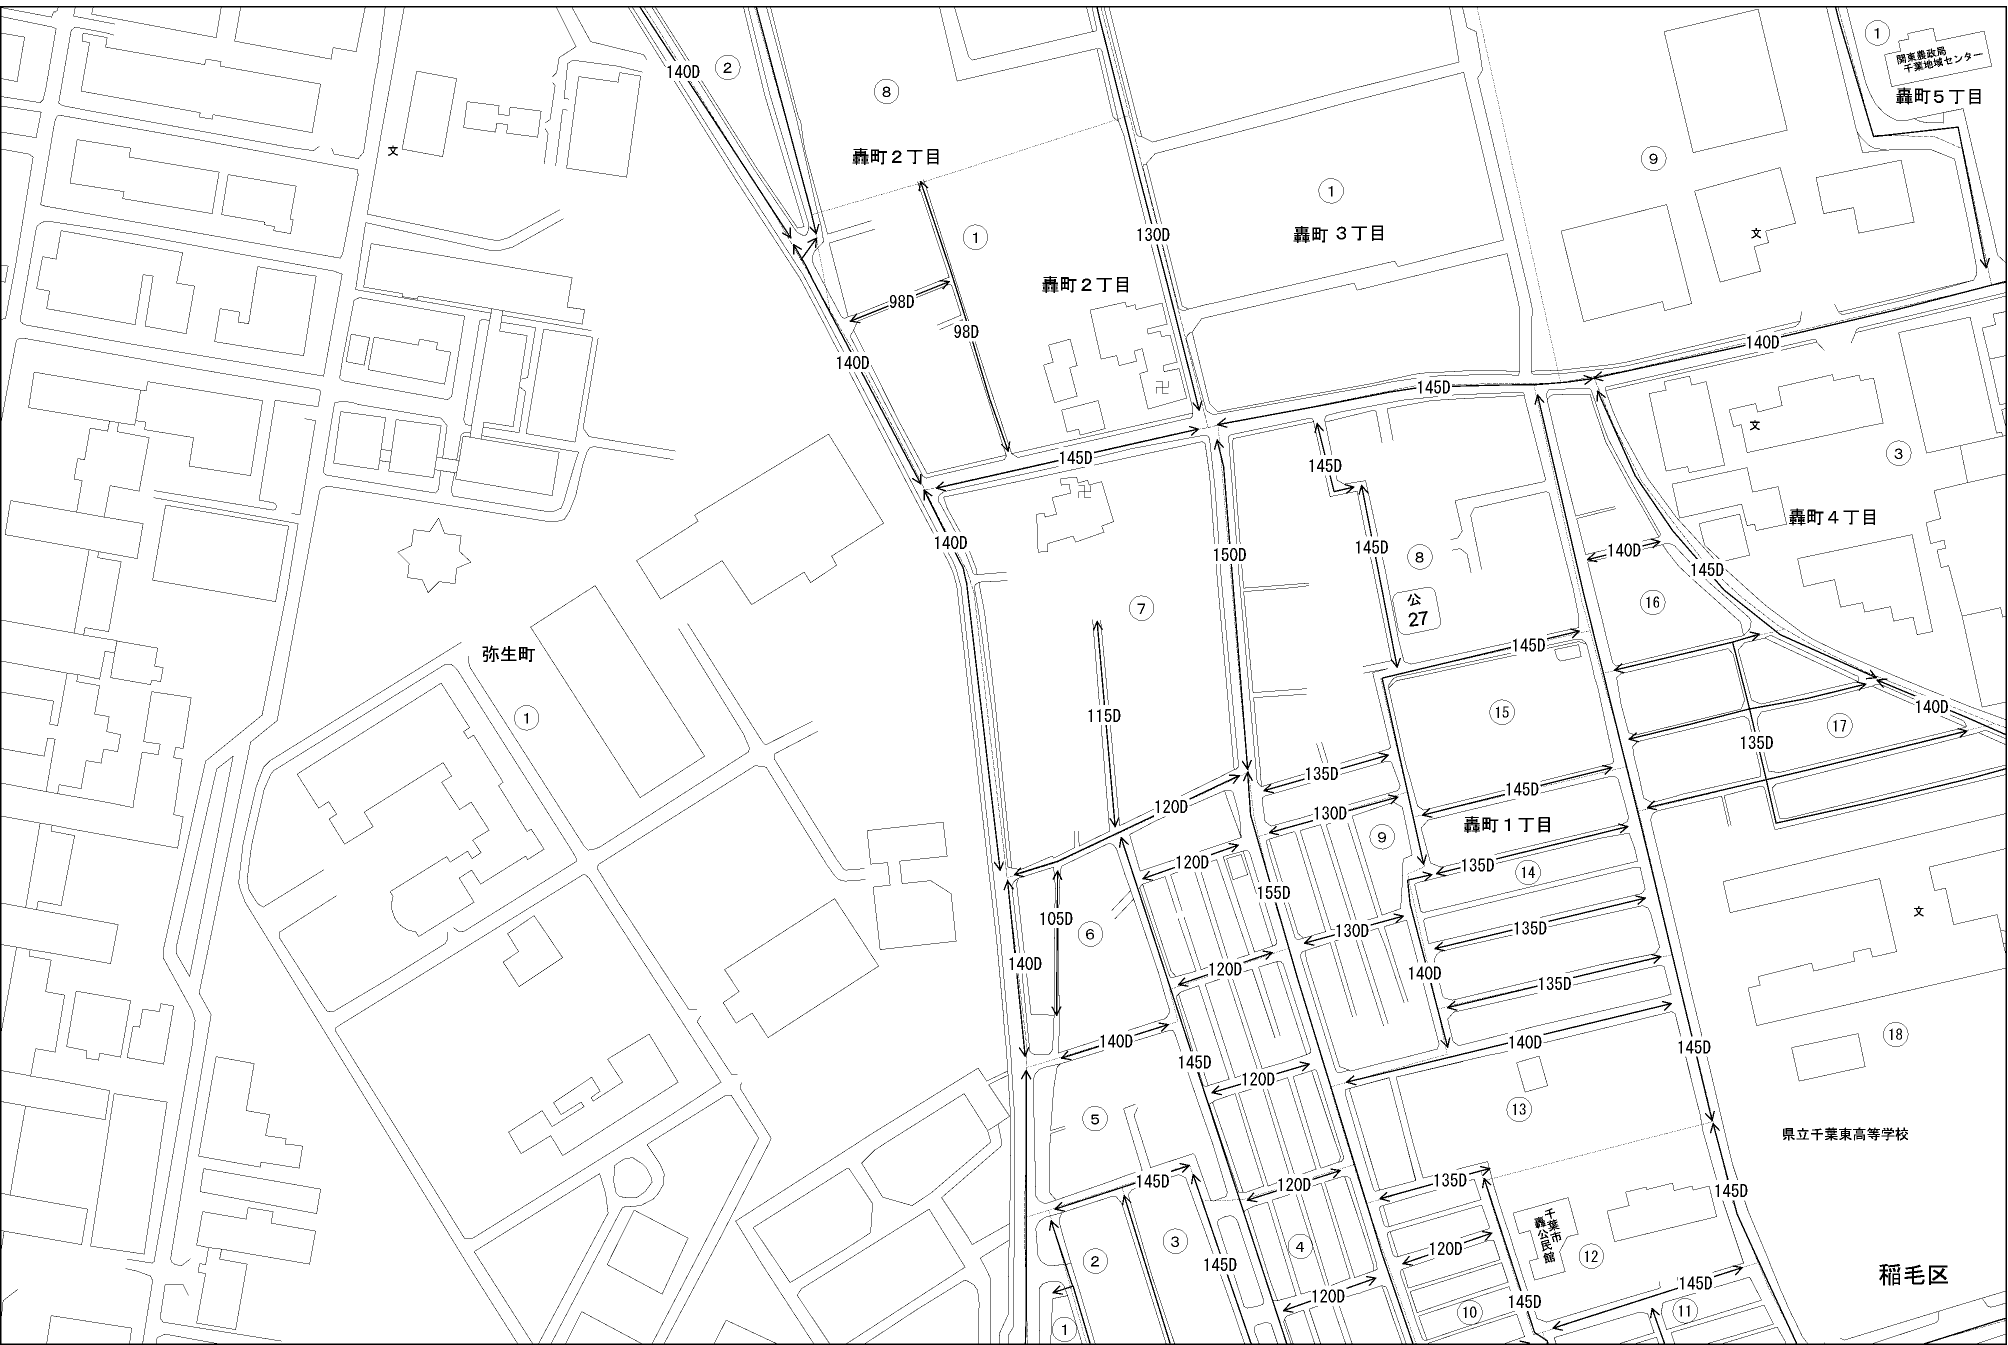 140D
②
⑧
①
関東農政局
千葉地域センター
轟町５丁目
文
轟町２丁目
⑨
①
①
轟町３丁目
130D
文
轟町２丁目
98D
98D
140D
140D
145D
文
③
145D
145D
轟町４丁目
140D
150D
145D
⑧
140D
145D
公
27
⑯
⑦
弥生町
145D
①
115D
⑮
140D
⑰
135D
135D
145D
120D
130D
轟町１丁目
⑨
120D
135D
⑭
155D
105D
⑥
130D
135D
文
140D
120D
140D
135D
140D
145D
140D
145D
⑱
120D
⑬
⑤
県立千葉東高等学校
145D
120D
135D
145D
千葉市
轟公民館
③
④
120D
⑫
②
145D
稲毛区
120D
145D
145D
⑩
⑪
①